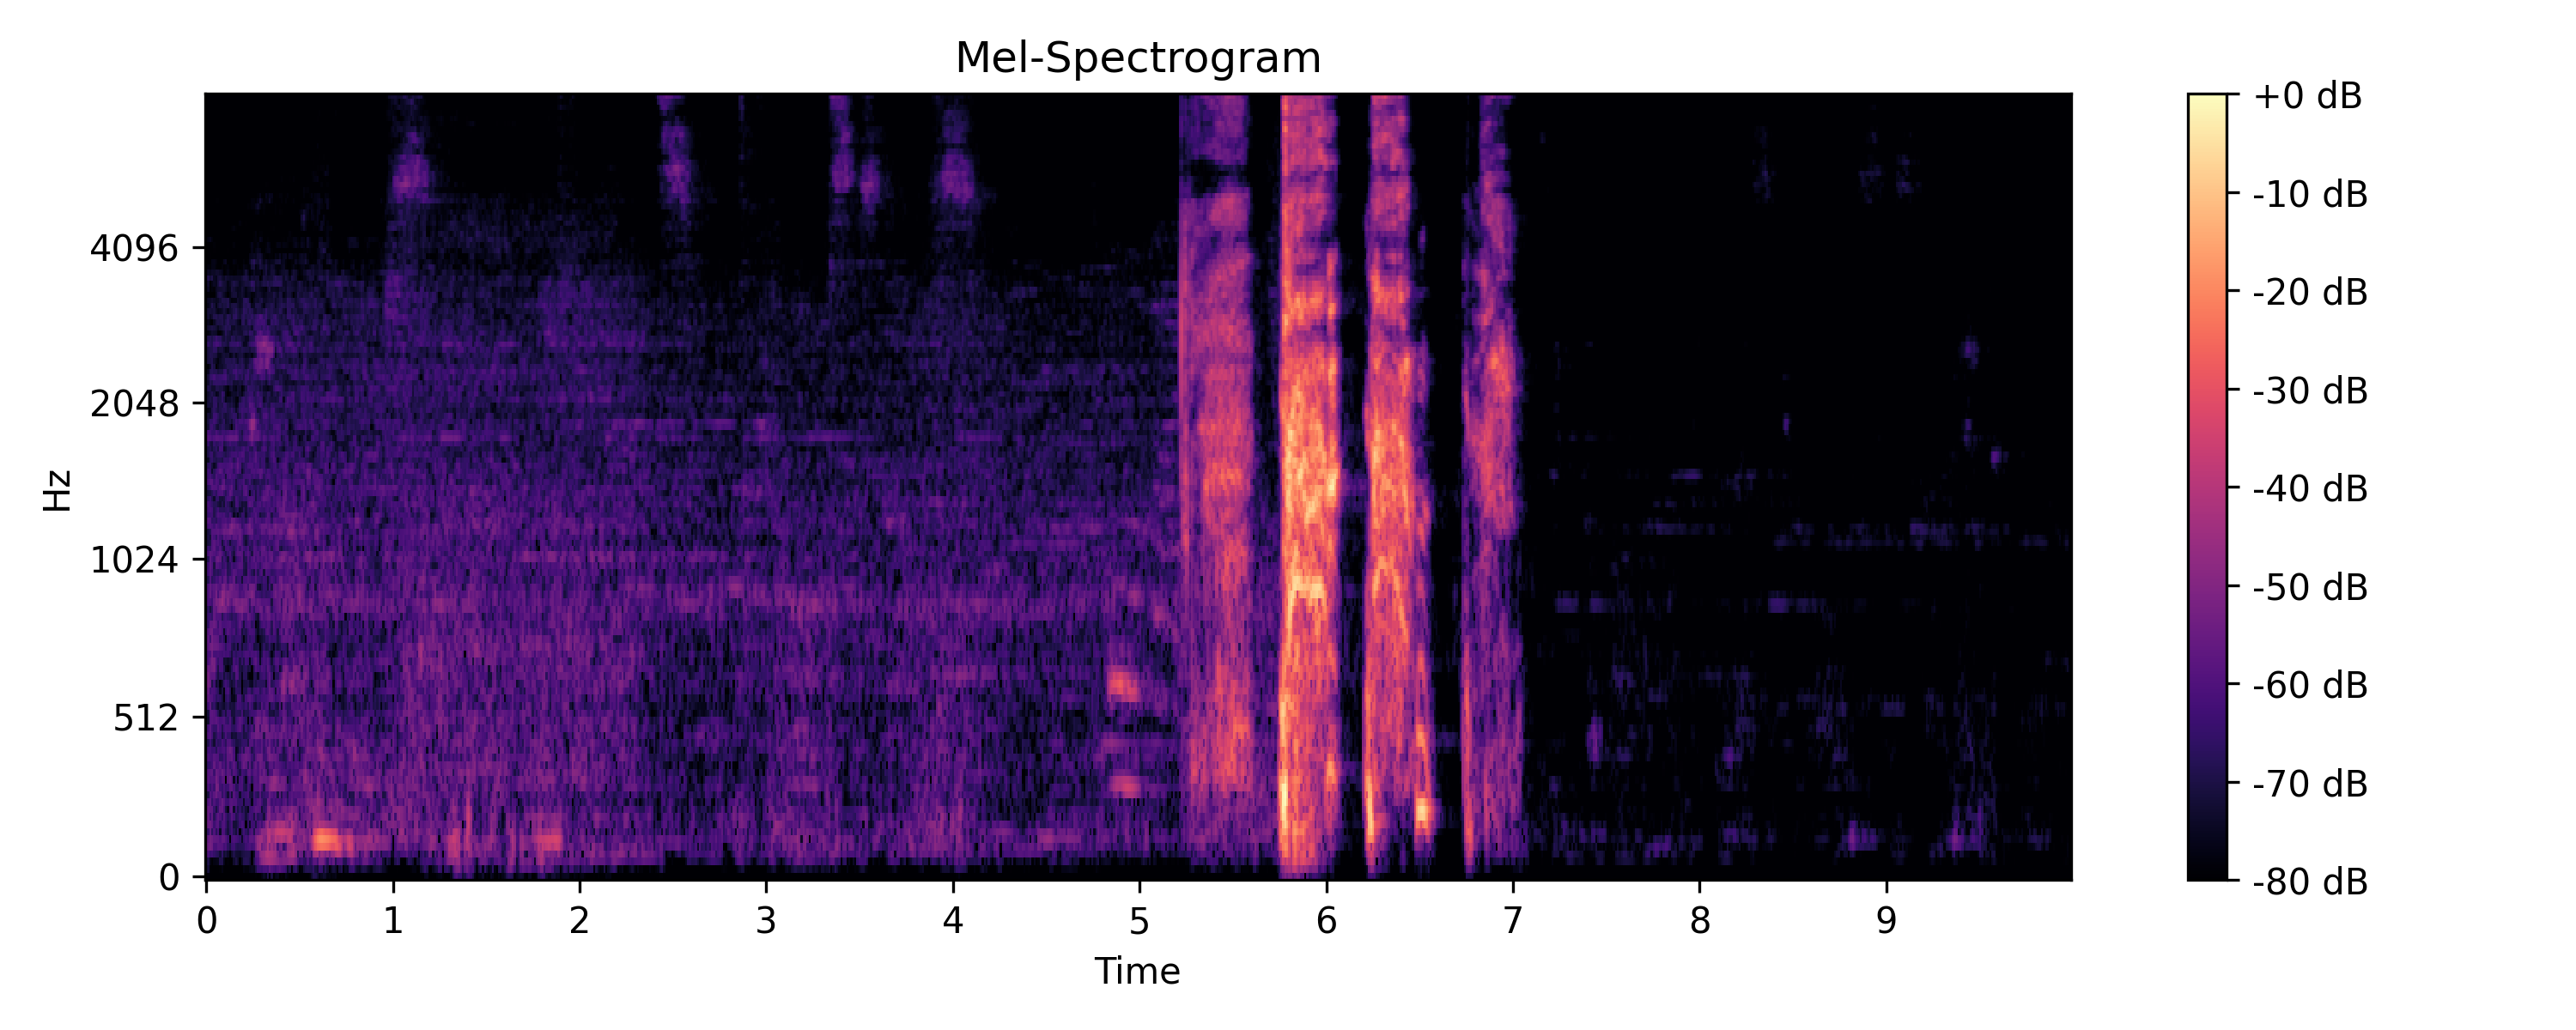 Mel-Spectrogram
+0 dB
-10 dB
-20 dB
-30 dB
-40 dB
-50 dB
-60 dB
-70 dB
-80 dB
4096
2048
1024
512
0
Hz
0 1 2 3 4 5 6 7 8 9
Time